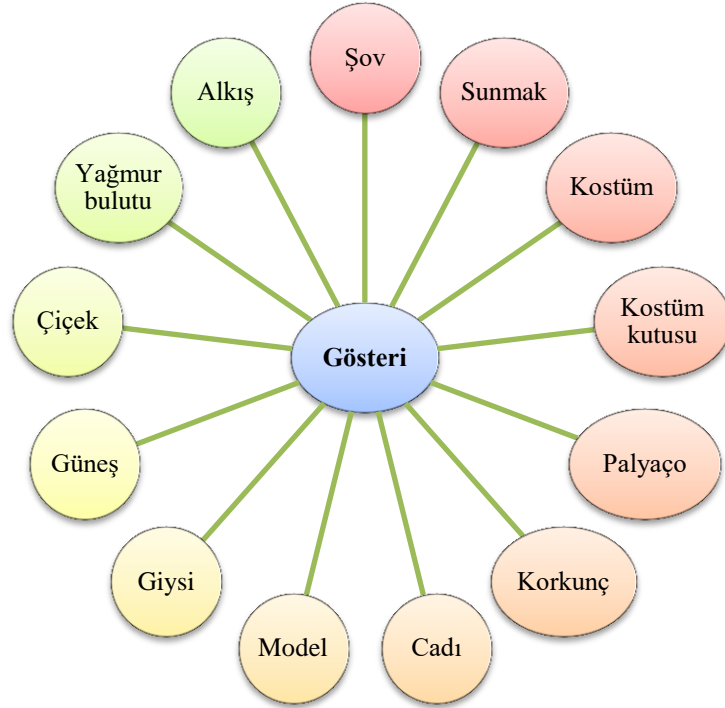 Şov
Sunmak
Kostüm
Kostüm
kutusu
Palyaço
Korkunç
Cadı
Model
Giysi
Güneş
Çiçek
Yağmur
bulutu
Alkış
Gösteri